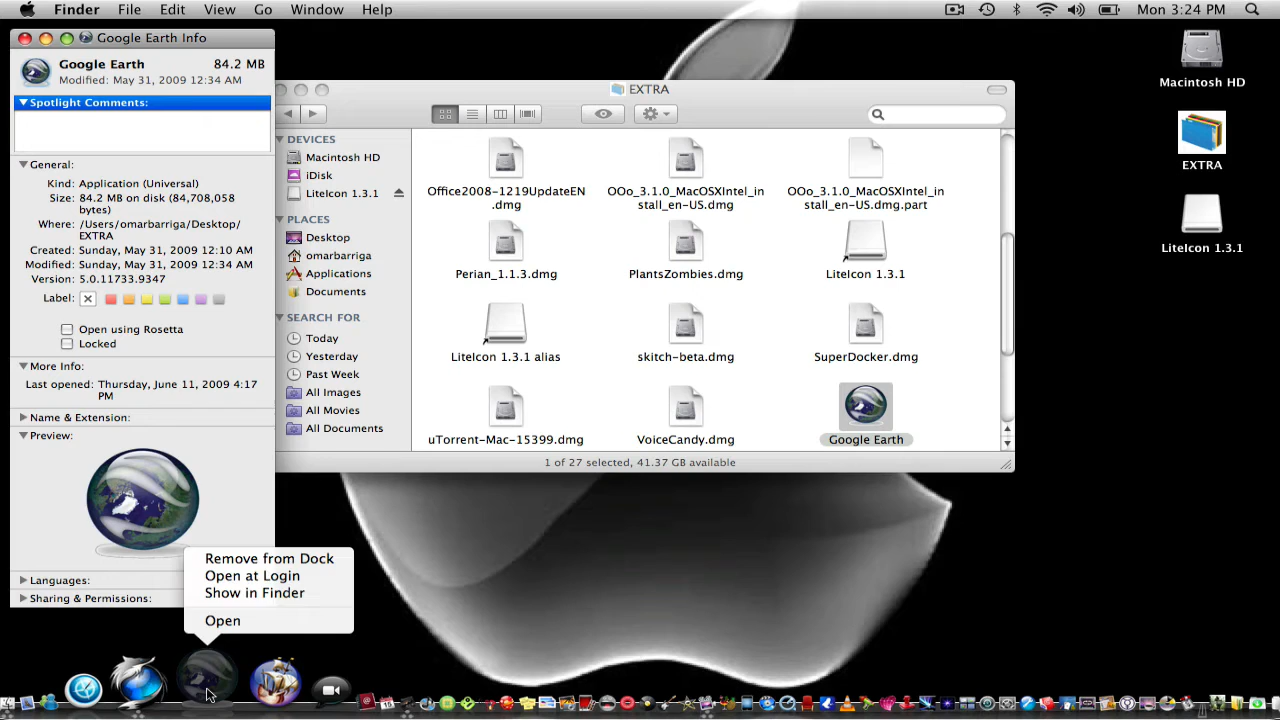 Finder File Edit View Go Window Help
Mon 3:24 PM
Google Earth Info
Google Earth 84.2 MB
Modified: May 31, 2009 12:34 AM
Spotlight Comments:
General:
Kind: Application (Universal)
Size: 84.2 MB on disk (84,708,058
bytes)
Where: /Users/omarbarriga/Desktop/
EXTRA
Created: Sunday, May 31, 2009 12:10 AM
Modified: Sunday, May 31, 2009 12:34 AM
Version: 5.0.11733.9347
Label:
Open using Rosetta
Locked
More Info:
Last opened: Thursday, June 11, 2009 4:17
PM
Name & Extension:
Preview:
Languages:
Sharing & Permissions:
Remove from Dock
Open at Login
Show in Finder
Open
EXTRA
DEVICES
Macintosh HD
iDisk
LiteIcon 1.3.1
PLACES
Desktop
omarbarriga
Applications
Documents
SEARCH FOR
Today
Yesterday
Past Week
All Images
All Movies
All Documents
Office2008-1219UpdateEN
.dmg
OOo_3.1.0_MacOSXIntel_in
stall_en-US.dmg
OOo_3.1.0_MacOSXIntel_in
stall_en-US.dmg.part
Perian_1.1.3.dmg
PlantsZombies.dmg
LiteIcon 1.3.1
LiteIcon 1.3.1 alias
skitch-beta.dmg
SuperDocker.dmg
uTorrent-Mac-15399.dmg
VoiceCandy.dmg
Google Earth
1 of 27 selected, 41.37 GB available
Macintosh HD
EXTRA
LiteIcon 1.3.1